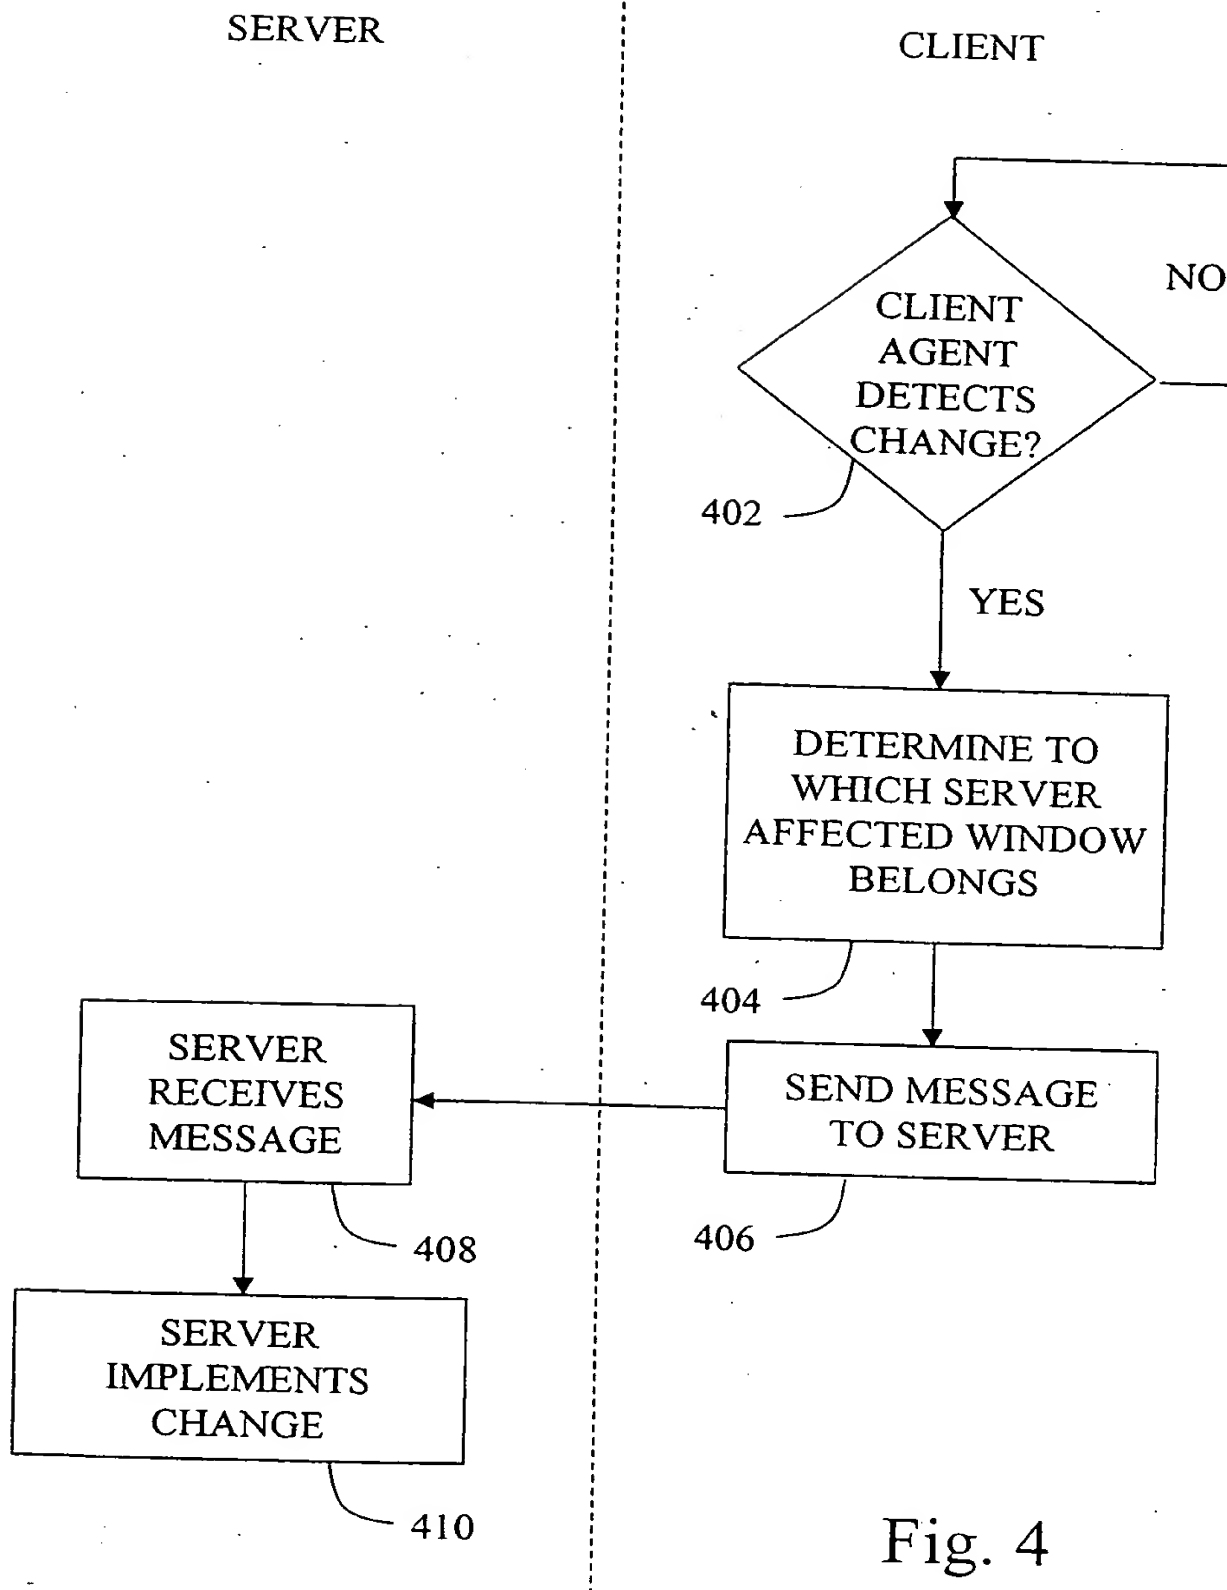 SERVER
CLIENT
NO
CLIENT
AGENT
DETECTS
CHANGE?
402
YES
DETERMINE TO
WHICH SERVER
AFFECTED WINDOW
BELONGS
404
SERVER
RECEIVES
MESSAGE
SEND MESSAGE
TO SERVER
406
408
SERVER
IMPLEMENTS
CHANGE
410
Fig. 4